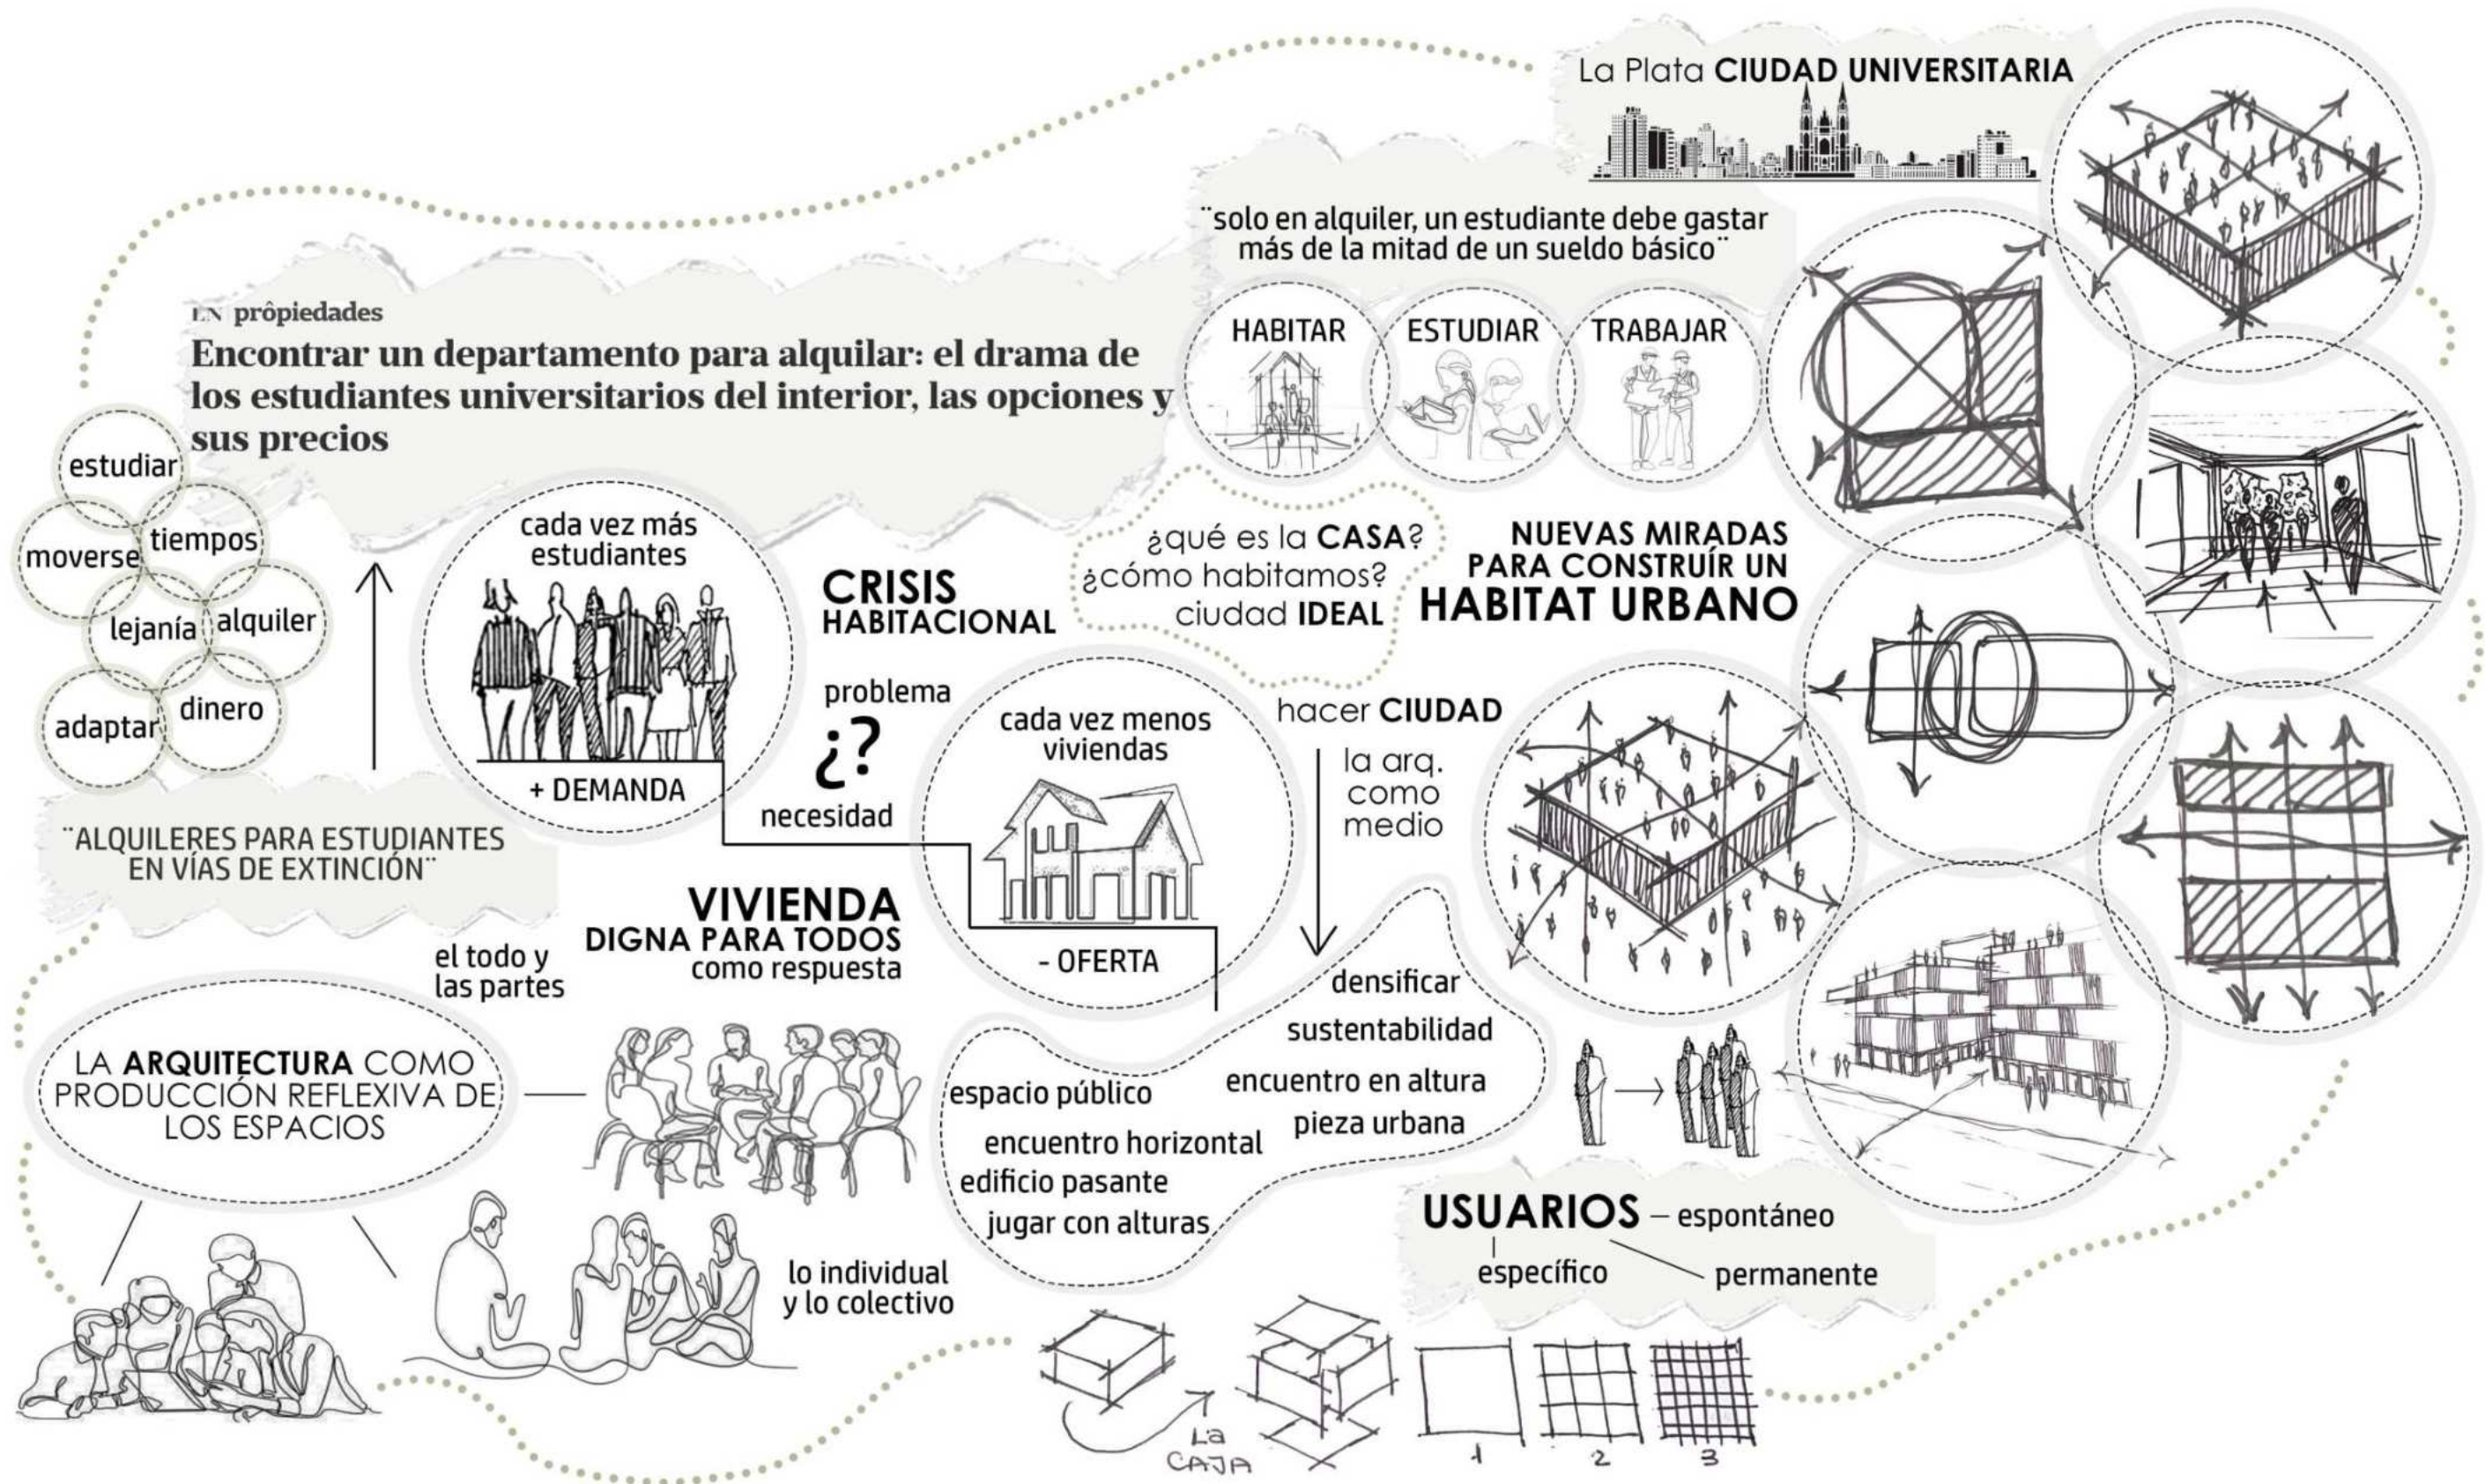 La Plata CIUDAD UNIVERSITARIA
¨solo en alquiler, un estudiante debe gastar
más de la mitad de un sueldo básico¨
LN prôpiedades
Encontrar un departamento para alquilar: el drama de
los estudiantes universitarios del interior, las opciones y
sus precios
HABITAR
ESTUDIAR
TRABAJAR
estudiar
moverse
tiempos
lejanía
alquiler
adaptar
dinero
cada vez más
estudiantes
+ DEMANDA
CRISIS
HABITACIONAL
problema
¿?
necesidad
¿qué es la CASA?
¿cómo habitamos?
ciudad IDEAL
NUEVAS MIRADAS
PARA CONSTRUÍR UN
HABITAT URBANO
cada vez menos
viviendas
- OFERTA
hacer CIUDAD
la arq.
como
medio
¨ALQUILERES PARA ESTUDIANTES
EN VÍAS DE EXTINCIÓN¨
VIVIENDA
DIGNA PARA TODOS
como respuesta
el todo y
las partes
LA ARQUITECTURA COMO
PRODUCCIÓN REFLEXIVA DE
LOS ESPACIOS
densificar
sustentabilidad
encuentro en altura
pieza urbana
espacio público
encuentro horizontal
edificio pasante
jugar con alturas
lo individual
y lo colectivo
USUARIOS – espontáneo
específico
permanente
La
CAJA
1
2
3